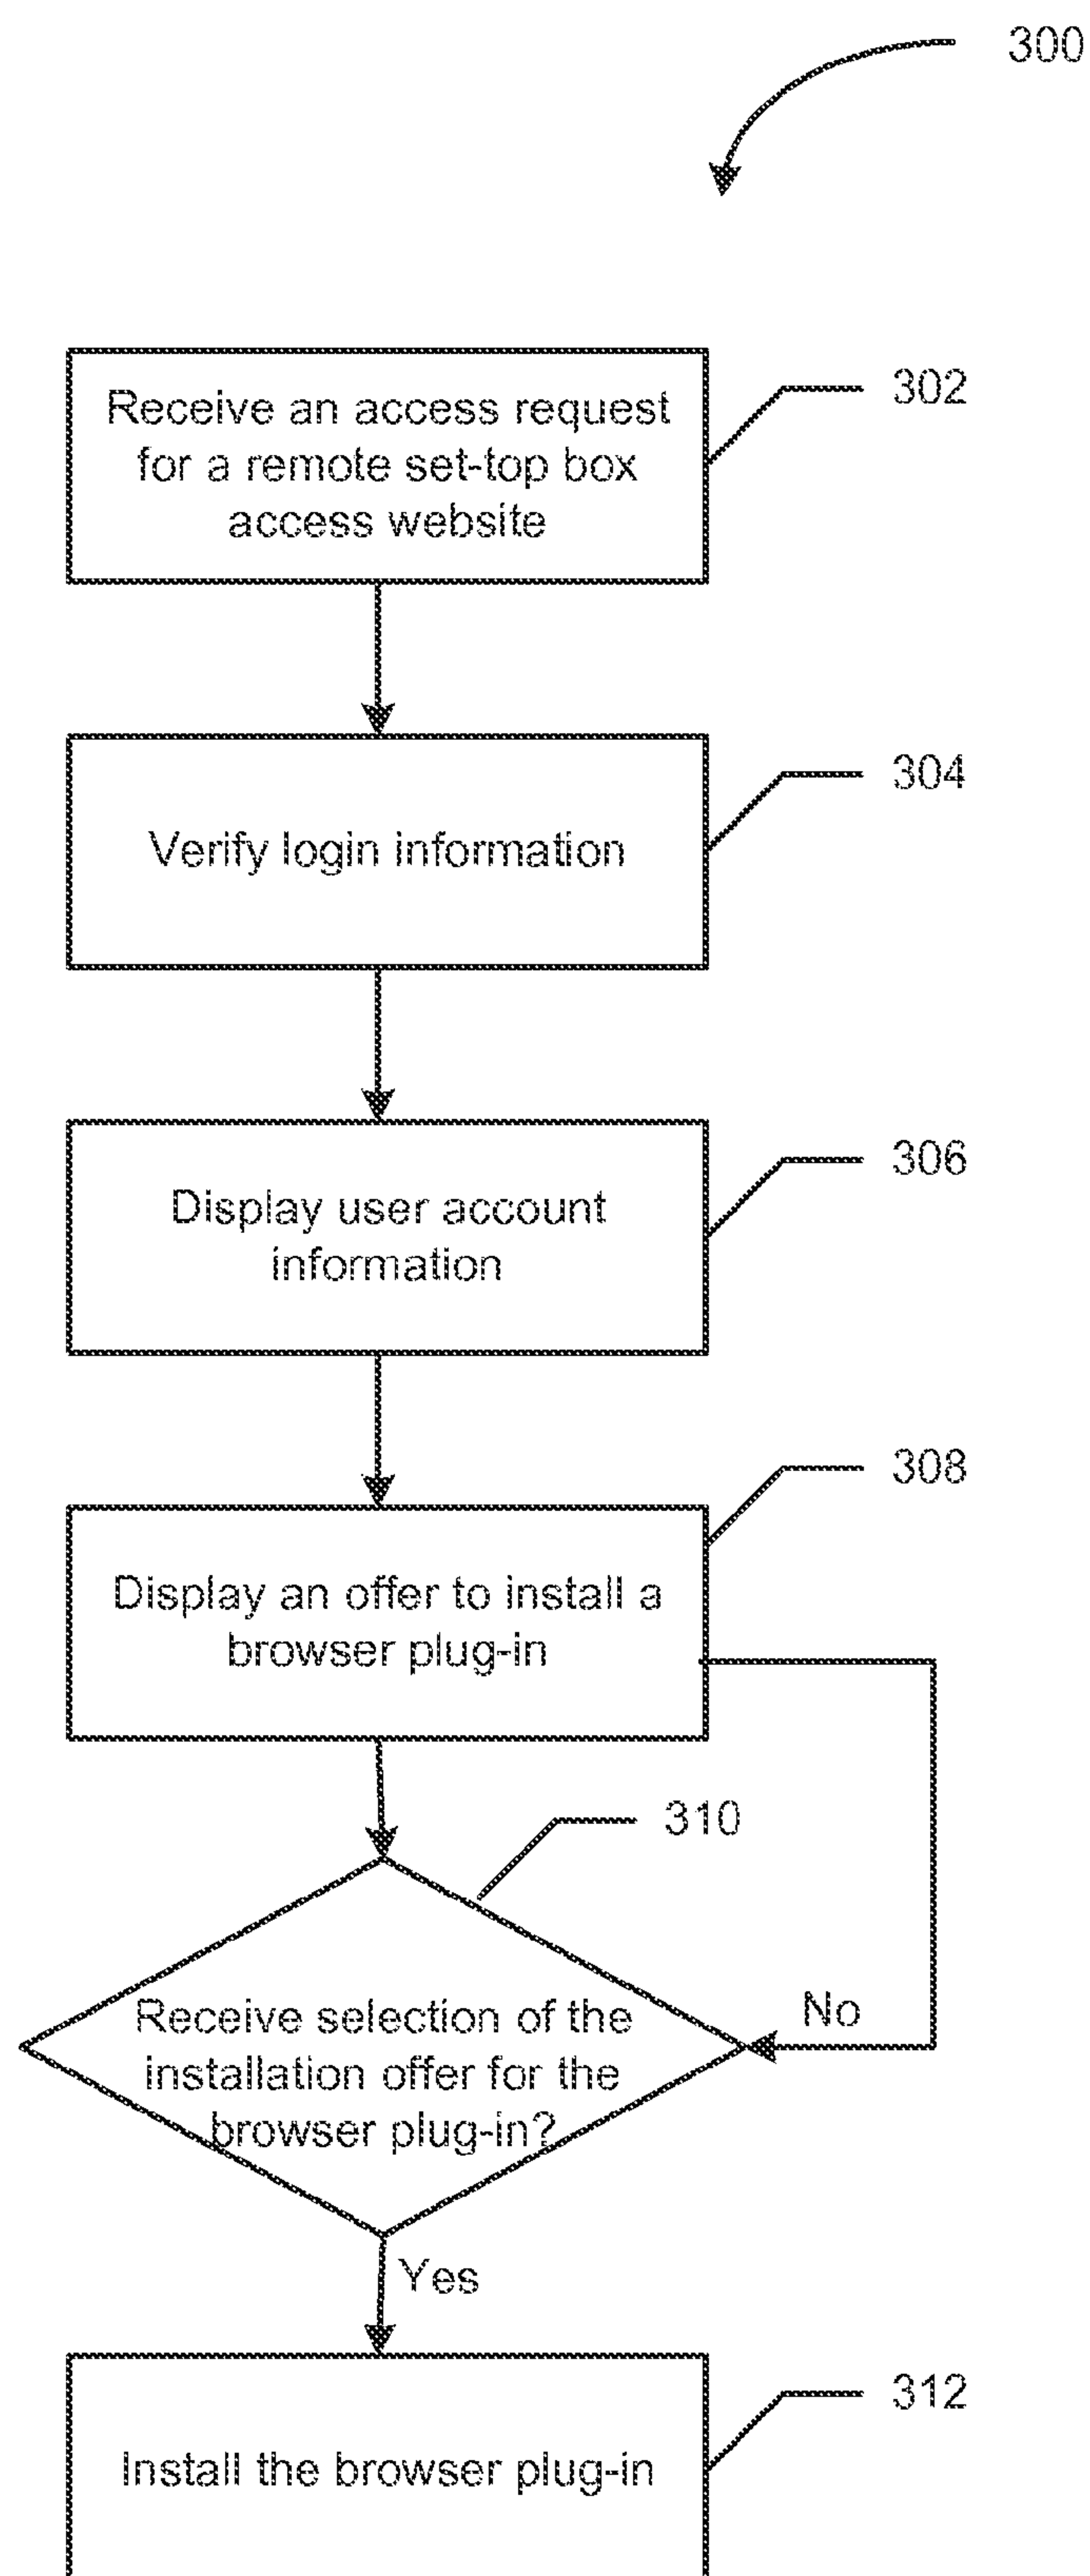 300
Receive an access request
for a remote set-top box
access website
302
Verify login information
304
Display user account
information
306
Display an offer to install a
browser plug-in
308
310
Receive selection of the
installation offer for the
browser plug-in?
No
Yes
Install the browser plug-in
312